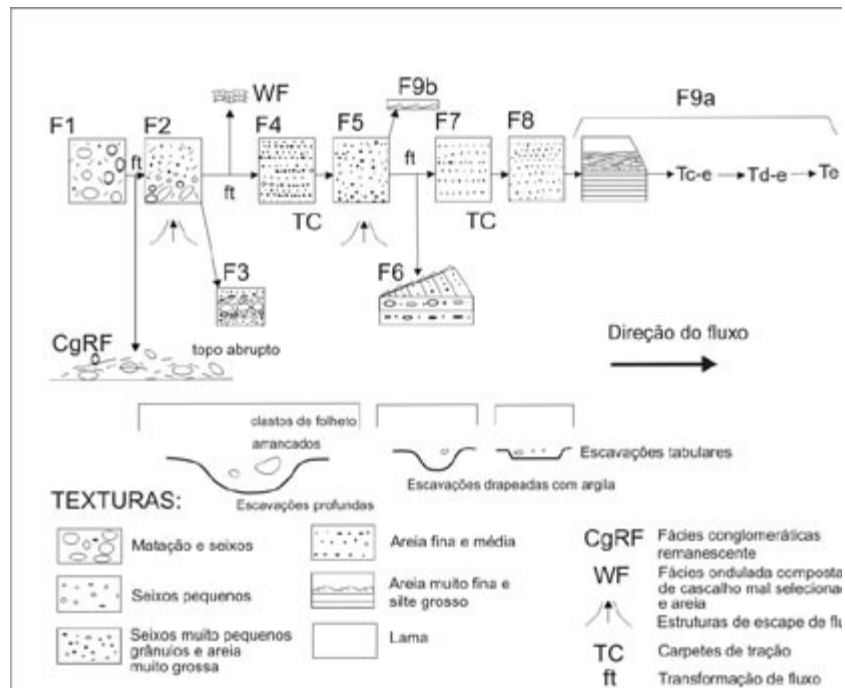 F1
ft
F2
WF
ft
F4
TC
F5
F9b
ft
F7
TC
F8
F9a
Tc-e
Td-e
Te
F3
F6
CgRF
topo abrupto
Direção do fluxo
clastos de folheto
arrancados
Escavações profundas
Escavações drapeadas com argila
Escavações tabulares
TEXTURAS:
Matação e seixos
Seixos pequenos
Seixos muito pequenos
grânulos e areia
muito grossa
Areia fina e média
Areia muito fina e
silte grosso
Lama
CgRF Fácies conglomeráticas
remanescente
WF Fácies ondulada composta
de cascalho mal selecionad
e areia
Estruturas de escape de flu
TC Carpetes de tração
ft Transformação de fluxo